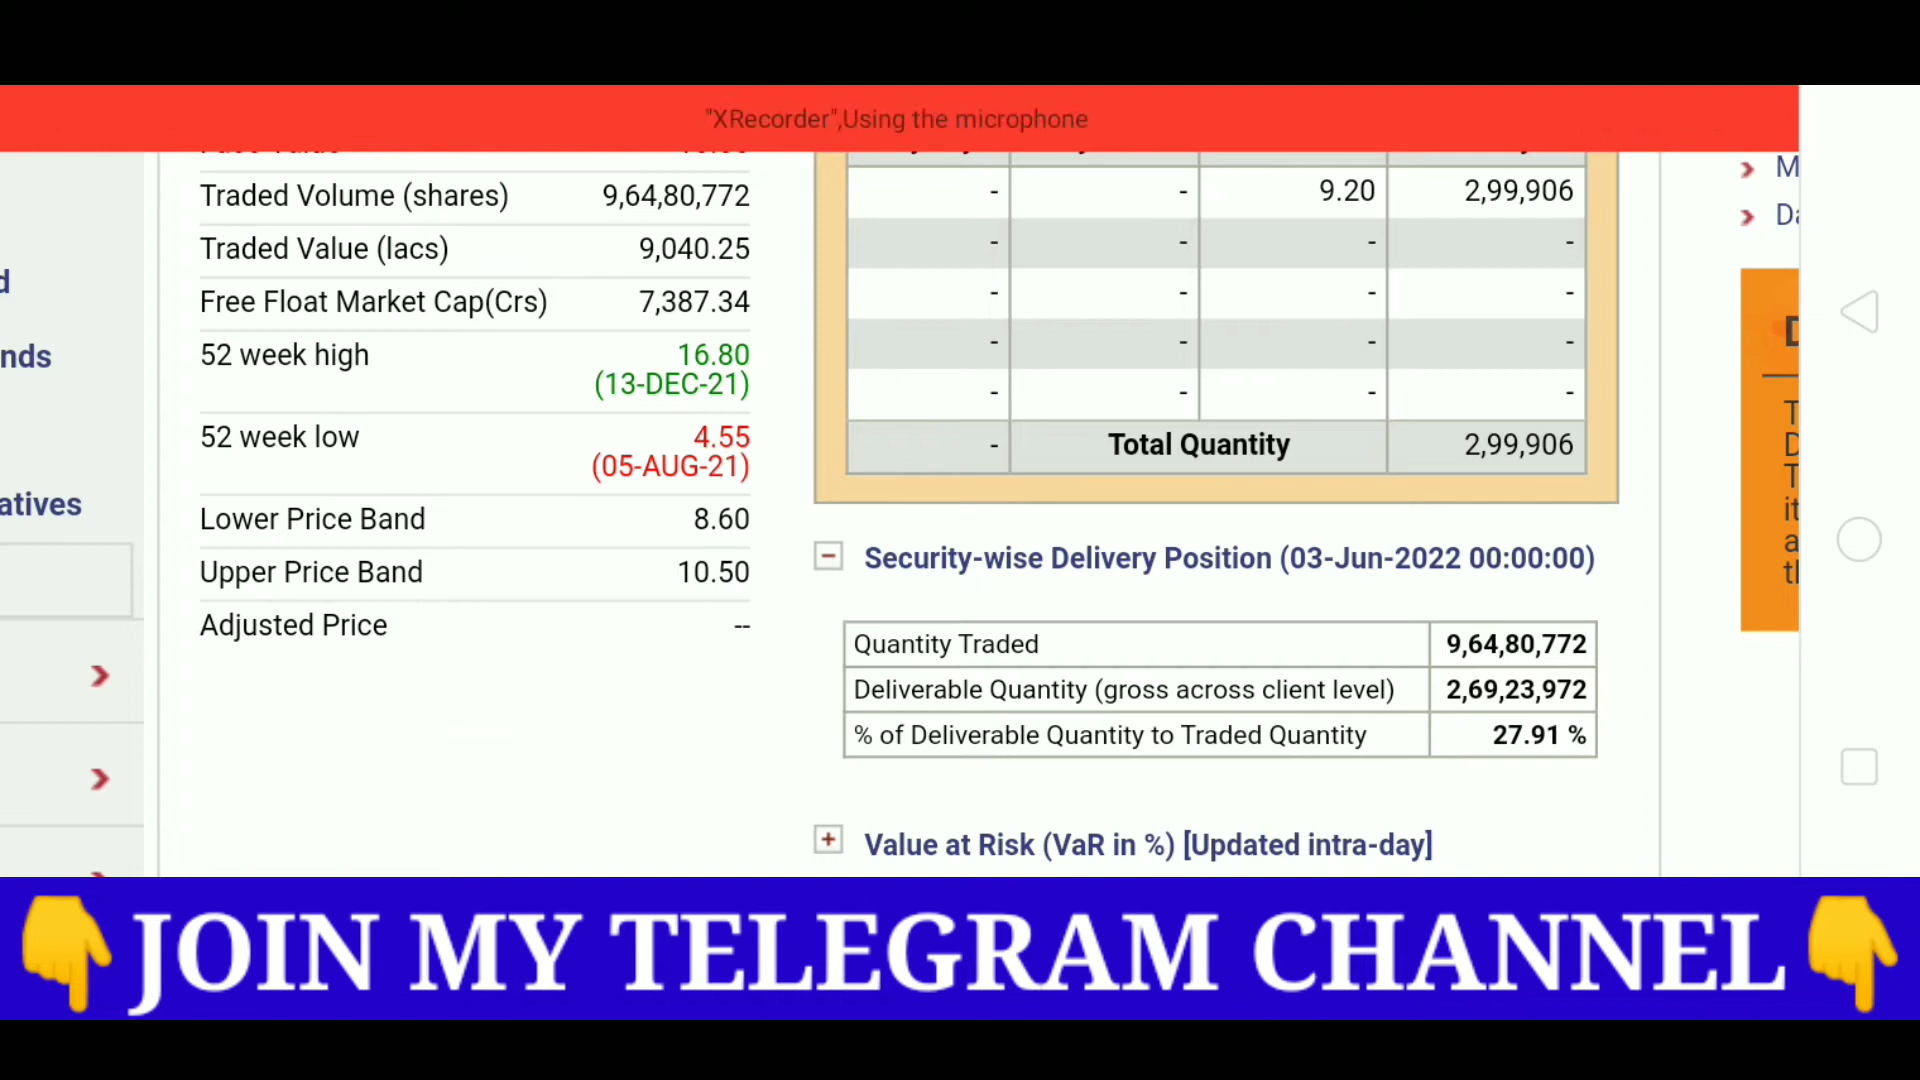 "XRecorder",Using the microphone
Traded Volume (shares) 9,64,80,772
Traded Value (lacs) 9,040.25
Free Float Market Cap(Crs) 7,387.34
52 week high 16.80
(13-DEC-21)
52 week low 4.55
(05-AUG-21)
Lower Price Band 8.60
Upper Price Band 10.50
Adjusted Price --
- - 9.20 2,99,906
- - - -
- - - -
- - - -
- - - -
- Total Quantity 2,99,906
Security-wise Delivery Position (03-Jun-2022 00:00:00)
Quantity Traded 9,64,80,772
Deliverable Quantity (gross across client level) 2,69,23,972
% of Deliverable Quantity to Traded Quantity 27.91 %
Value at Risk (VaR in %) [Updated intra-day]
👇JOIN MY TELEGRAM CHANNEL👇